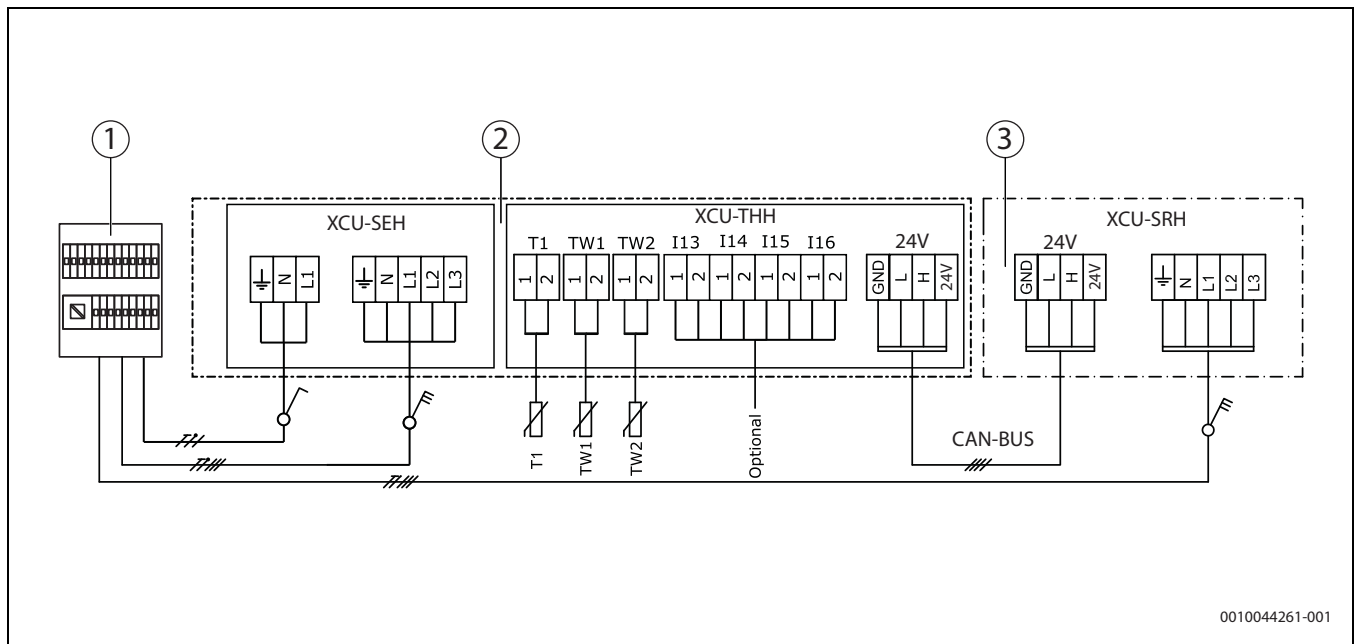 1 2 3
XCU-SEH XCU-THH XCU-SRH
T1 TW1 TW2 I13 I14 I15 I16 24V 24V
N L1
N L1 L2 L3
1 2 1 2 1 2 1 2 1 2 1 2 1 2
GND L H 24V
GND L H 24V
N L1 L2 L3
T1 TW1 TW2 Optional
CAN-BUS
0010044261-001